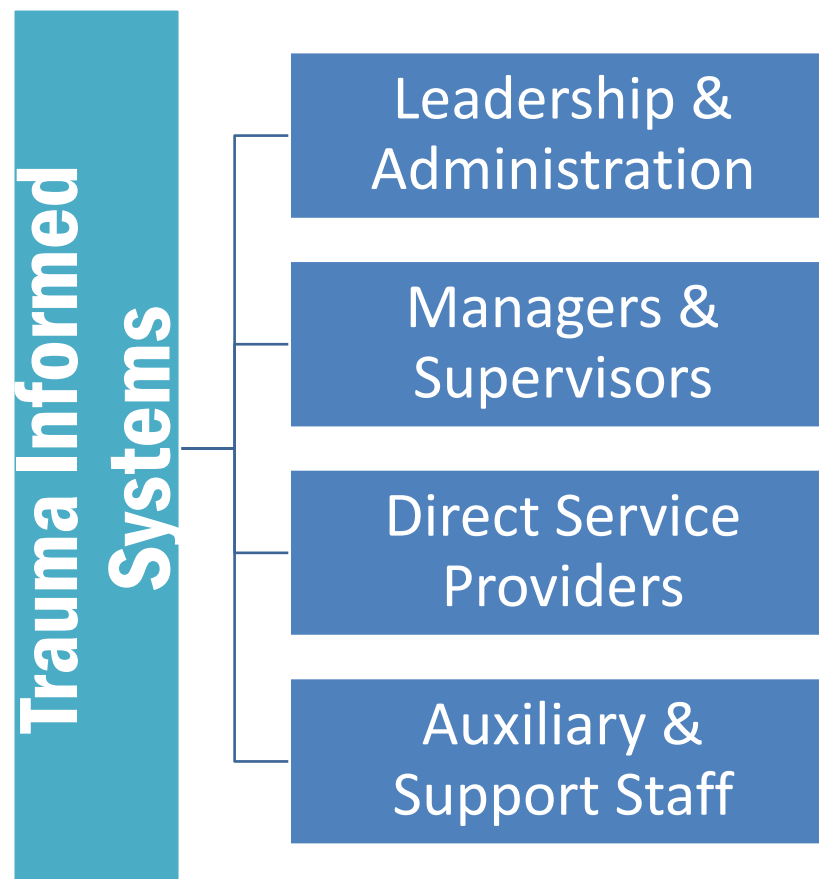 Trauma Informed
Systems
Leadership &
Administration
Managers &
Supervisors
Direct Service
Providers
Auxiliary &
Support Staff